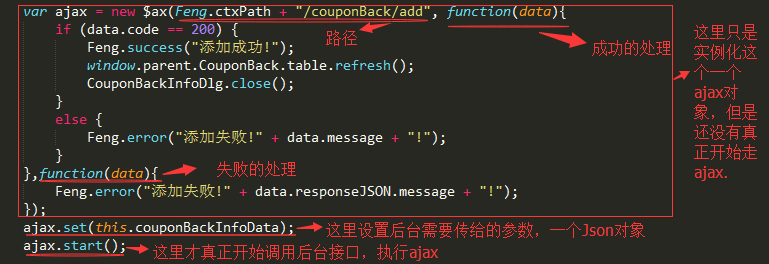 var ajax = new $ax(Feng.ctxPath + "/couponBack/add", function(data){
if (data.code == 200) {
路径
Feng.success("添加成功!");
成功的处理
window.parent.CouponBack.table.refresh();
CouponBackInfoDlg.close();
}
else {
Feng.error("添加失败!" + data.message + "!");
}
},function(data){
失败的处理
Feng.error("添加失败!" + data.responseJSON.message + "!");
});
这里只是
实例化这
个一个
ajax对
象，但是
还没有真
正开始走
ajax.
ajax.set(this.couponBackInfoData);
这里设置后台需要传给的参数，一个Json对象
ajax.start();
这里才真正开始调用后台接口，执行ajax